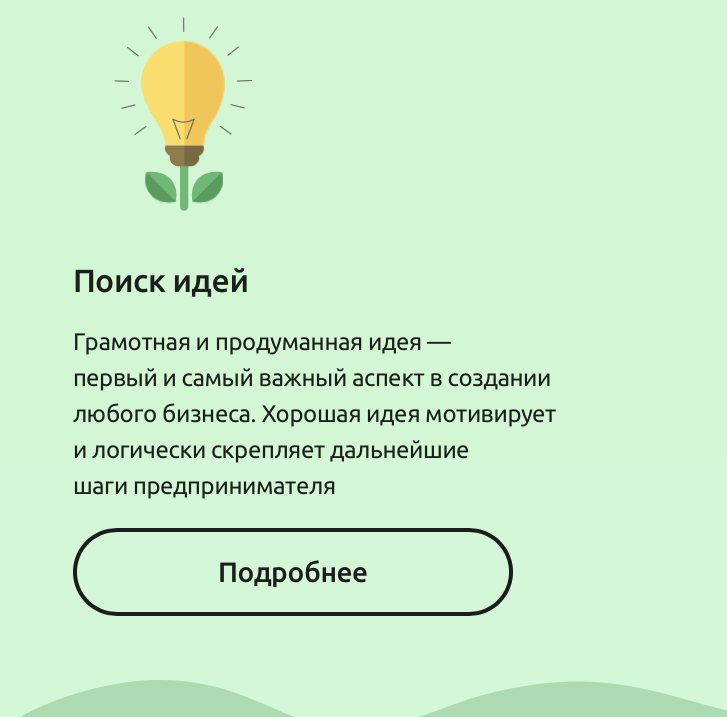 Поиск идей
Грамотная и продуманная идея —
первый и самый важный аспект в создании
любого бизнеса. Хорошая идея мотивирует
и логически скрепляет дальнейшие
шаги предпринимателя
Подробнее